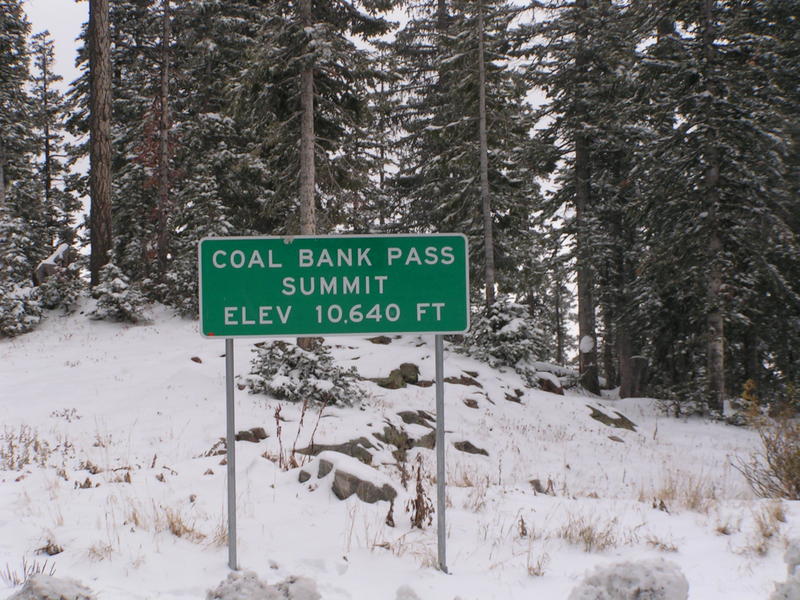 COAL BANK PASS
SUMMIT
ELEV 10,640 FT